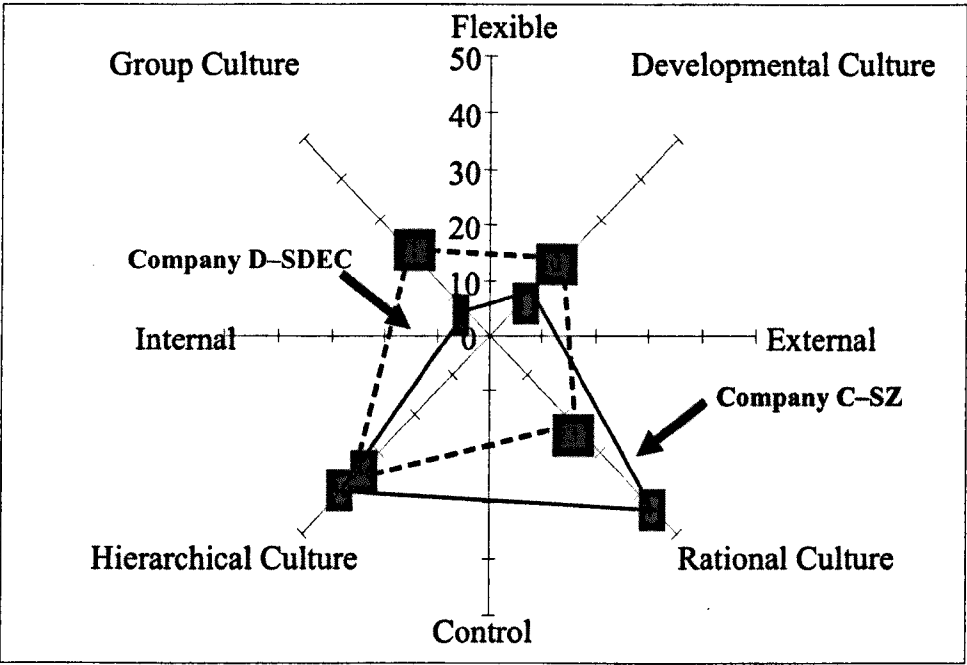 Flexible
Group Culture
Developmental Culture
50
40
30
20
Company D–SDEC
10
Internal
0
External
Company C–SZ
Hierarchical Culture
Rational Culture
Control